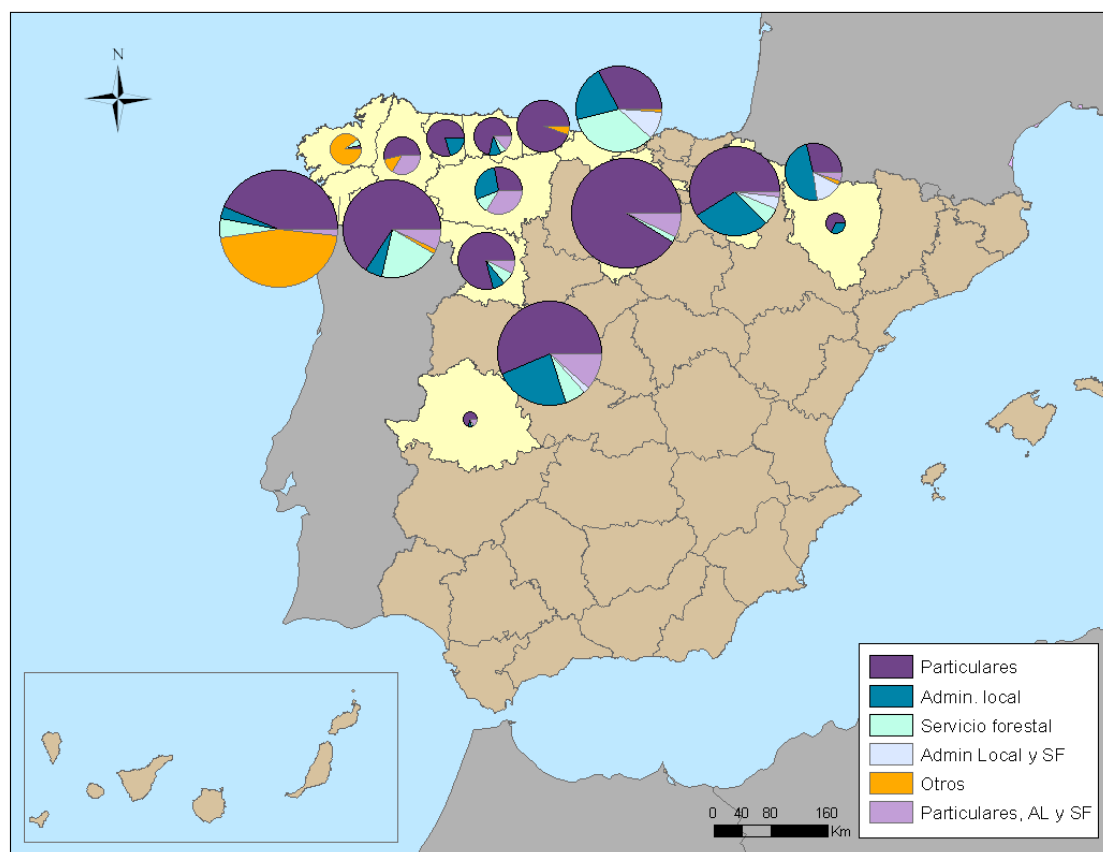 N
Particulares
Admin. local
Servicio forestal
Admin Local y SF
Otros
Particulares, AL y SF
0 40 80 160
Km